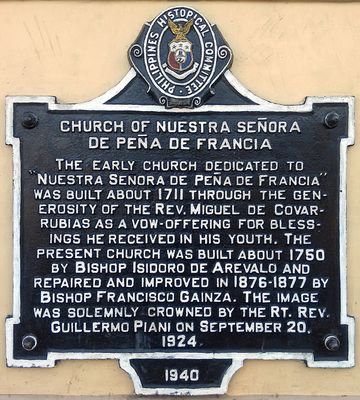 PHILIPPINES HISTORICAL COMMITTEE
CHURCH OF NUESTRA SEÑORA
DE PEÑA DE FRANCIA
THE EARLY CHURCH DEDICATED TO
"NUESTRA SENORA DE PEÑA DE FRANCIA"
WAS BUILT ABOUT 1711 THROUGH THE GEN-
EROSITY OF THE REV. MIGUEL DE COVAR-
RUBIAS AS A VOW-OFFERING FOR BLESS-
INGS HE RECEIVED IN HIS YOUTH. THE
PRESENT CHURCH WAS BUILT ABOUT 1750
BY BISHOP ISIDORO DE AREVALO AND
REPAIRED AND IMPROVED IN 1876-1877 BY
BISHOP FRANCISCO GAINZA. THE IMAGE
WAS SOLEMNLY CROWNED BY THE RT. REV.
GUILLERMO PIANI ON SEPTEMBER 20,
1924.
1940